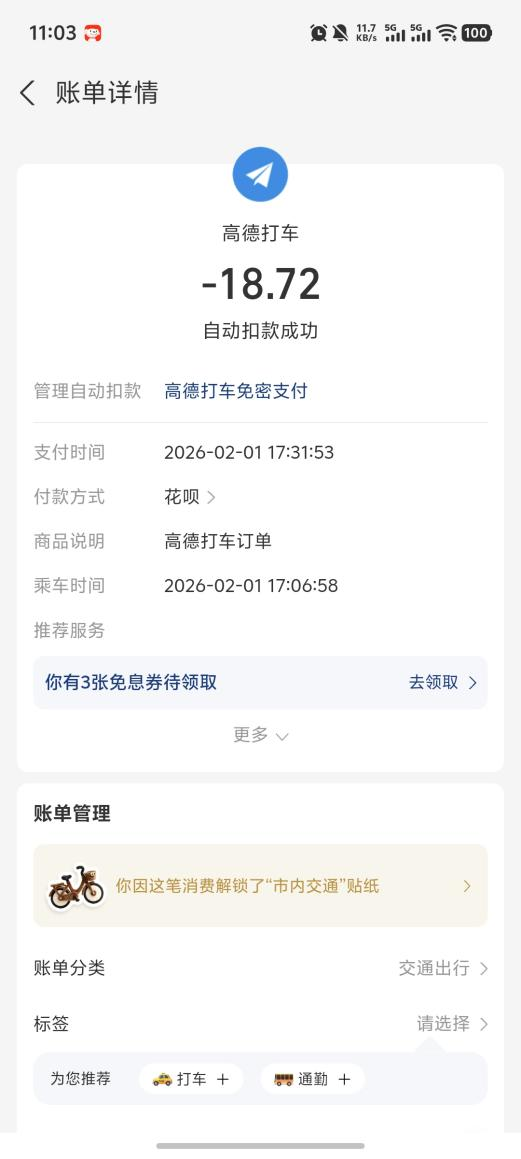 11:03
11.7 KB/s 5G 5G 100
账单详情
高德打车
-18.72
自动扣款成功
管理自动扣款 高德打车免密支付
支付时间 2026-02-01 17:31:53
付款方式 花呗
商品说明 高德打车订单
乘车时间 2026-02-01 17:06:58
推荐服务
你有3张免息券待领取 去领取
更多
账单管理
你因这笔消费解锁了“市内交通”贴纸
账单分类 交通出行
标签 请选择
为您推荐 打车 + 通勤 +